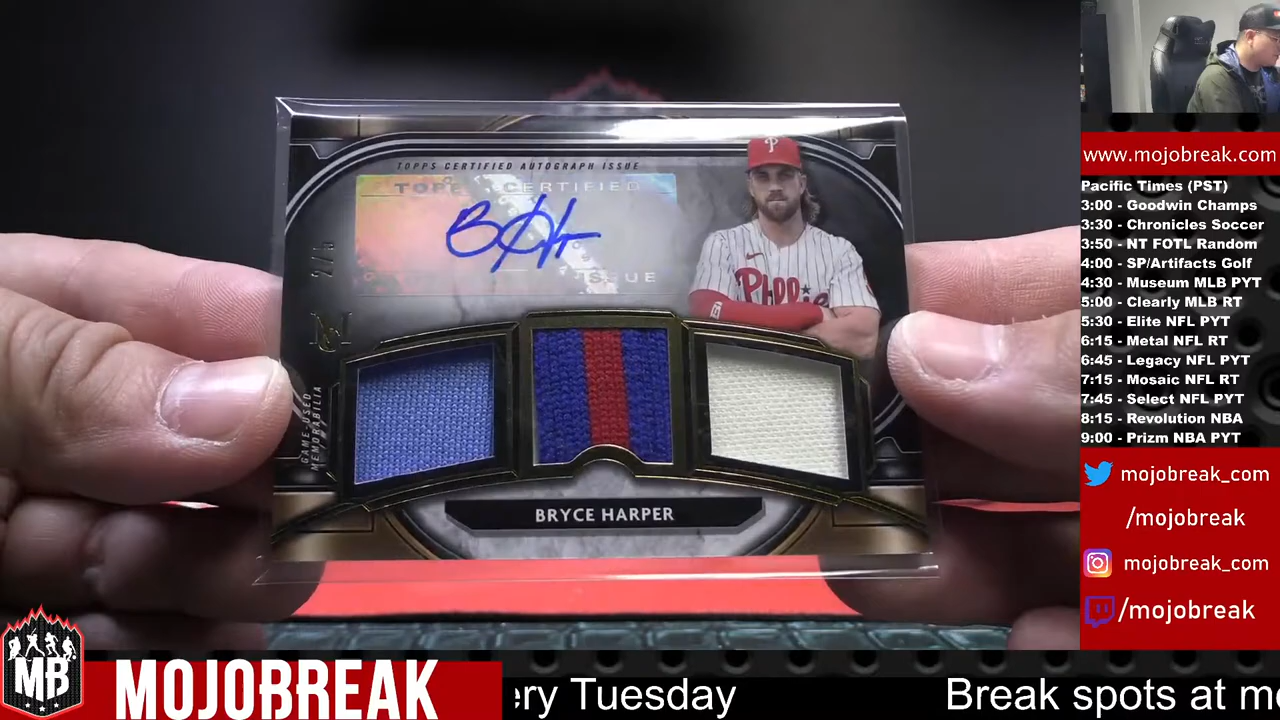 TOPPS CERTIFIED AUTOGRAPH ISSUE
CERTIFIED
ISSUE
P
Phillies
GAME-USED
MEMORABILIA
BRYCE HARPER
www.mojobreak.com
Pacific Times (PST)
3:00 - Goodwin Champs
3:30 - Chronicles Soccer
3:50 - NT FOTL Random
4:00 - SP/Artifacts Golf
4:30 - Museum MLB PYT
5:00 - Clearly MLB RT
5:30 - Elite NFL PYT
6:15 - Metal NFL RT
6:45 - Legacy NFL PYT
7:15 - Mosaic NFL RT
7:45 - Select NFL PYT
8:15 - Revolution NBA
9:00 - Prizm NBA PYT
mojobreak_com
/mojobreak
mojobreak_com
/mojobreak
MB
MOJOBREAK
ry Tuesday
Break spots at m